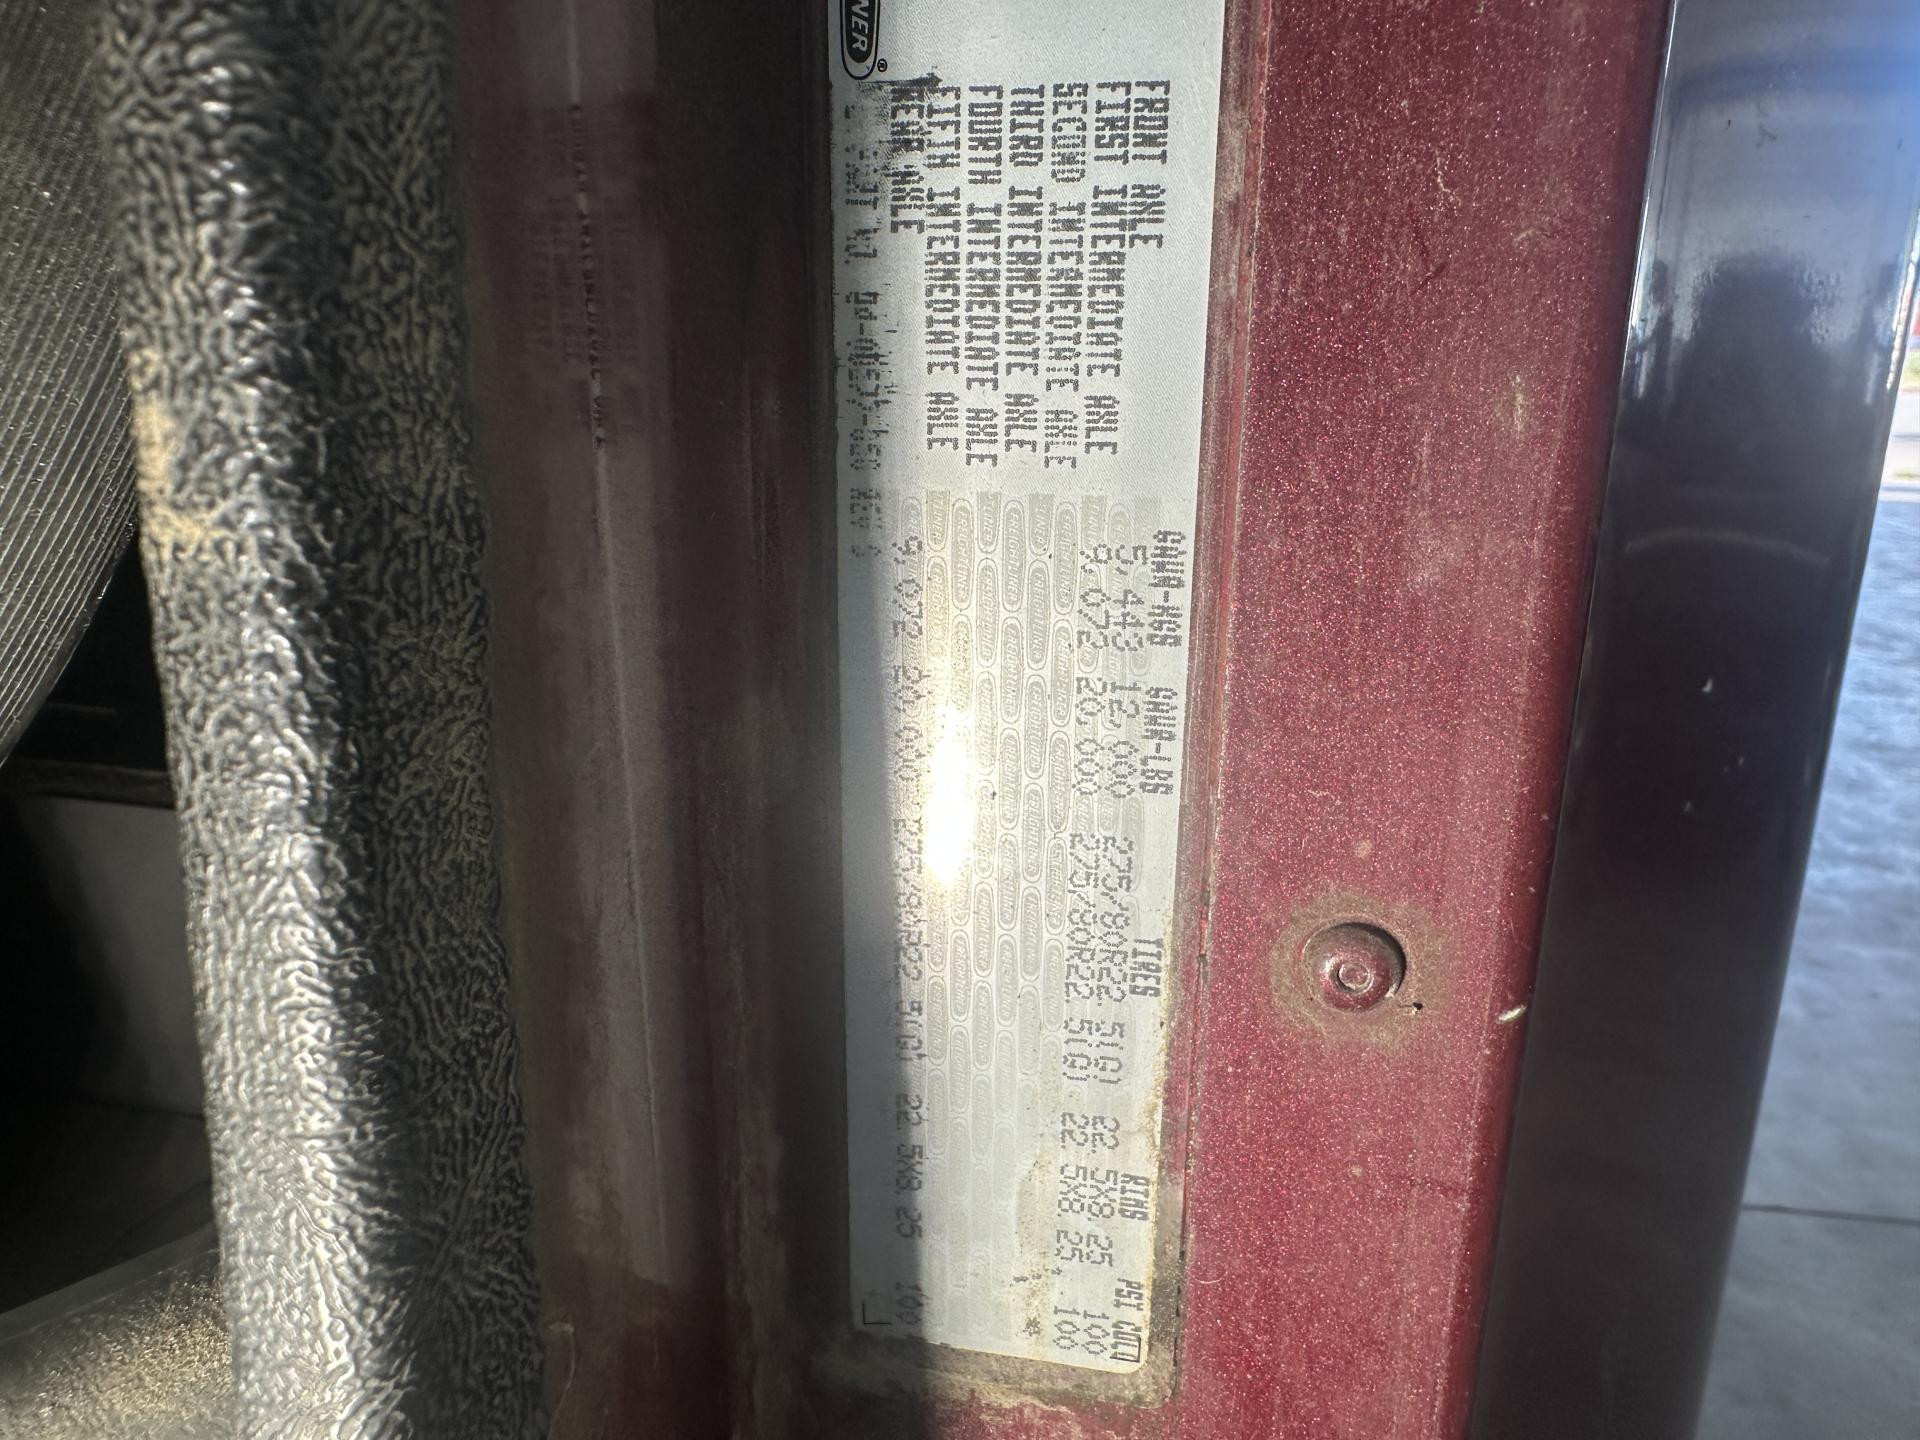 NER®
GAWR-KGS GAWR-LBS TIRES RIMS PSI COLD
FRONT AXLE 5,443 12,000 275/80R22.5(G) 22.5X8.25 100
FIRST INTERMEDIATE AXLE 9,072 20,000 275/80R22.5(G) 22.5X8.25, 100
SECOND INTERMEDIATE AXLE
THIRD INTERMEDIATE AXLE
FOURTH INTERMEDIATE AXLE
FIFTH INTERMEDIATE AXLE
REAR AXLE 9,072 20,000 275/80R22.5(G) 22.5X8.25 100